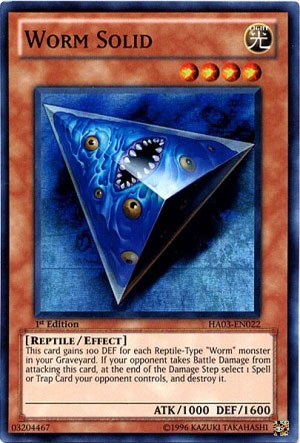 WORM SOLID
LIGHT
光
1st Edition
HA03-EN022
[REPTILE/EFFECT]
This card gains 100 DEF for each Reptile-Type "Worm" monster
in your Graveyard. If your opponent takes Battle Damage from
attacking this card, at the end of the Damage Step select 1 Spell
or Trap Card your opponent controls, and destroy it.
ATK/1000 DEF/1600
03204467
©1996 KAZUKI TAKAHASHI